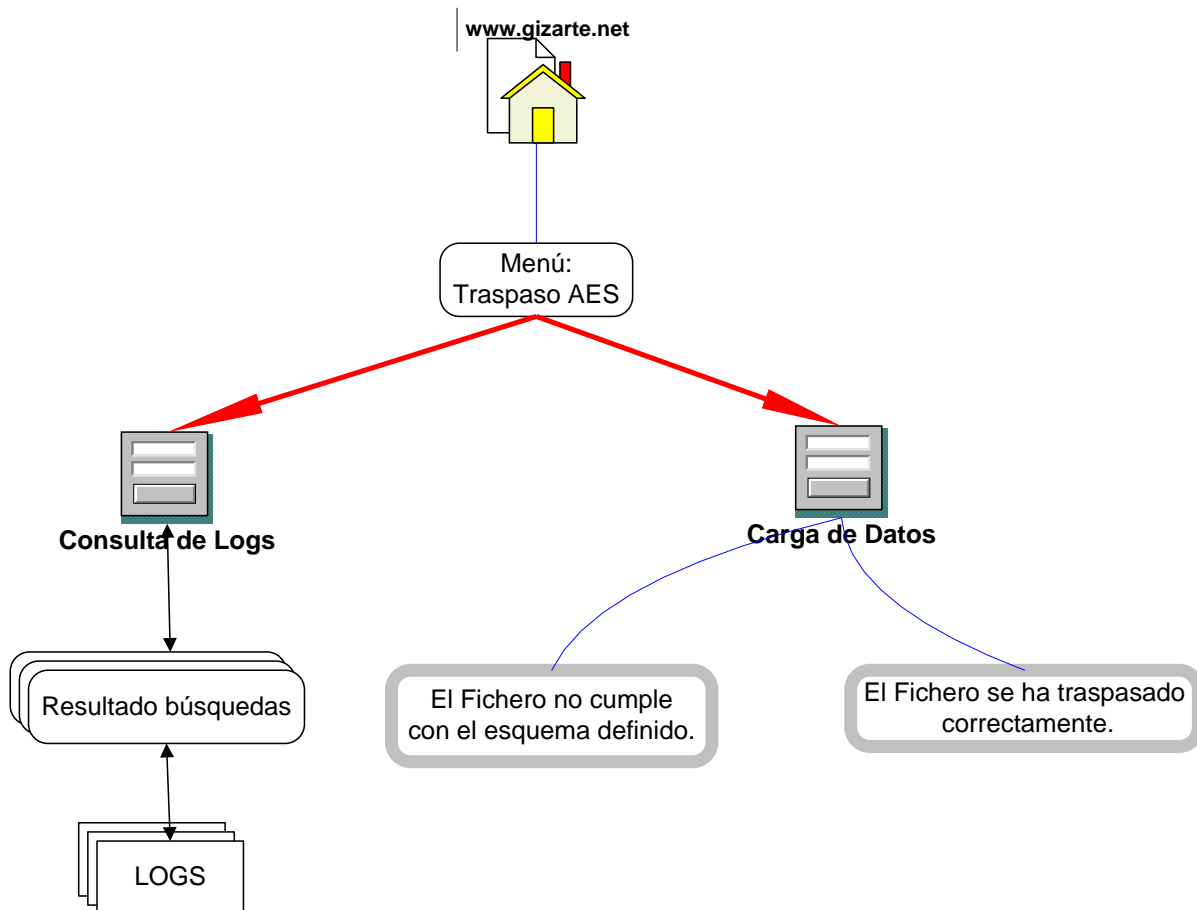 www.gizarte.net
Menú:
Traspaso AES
Consulta de Logs
Carga de Datos
Resultado búsquedas
El Fichero no cumple
con el esquema definido.
El Fichero se ha traspasado
correctamente.
LOGS